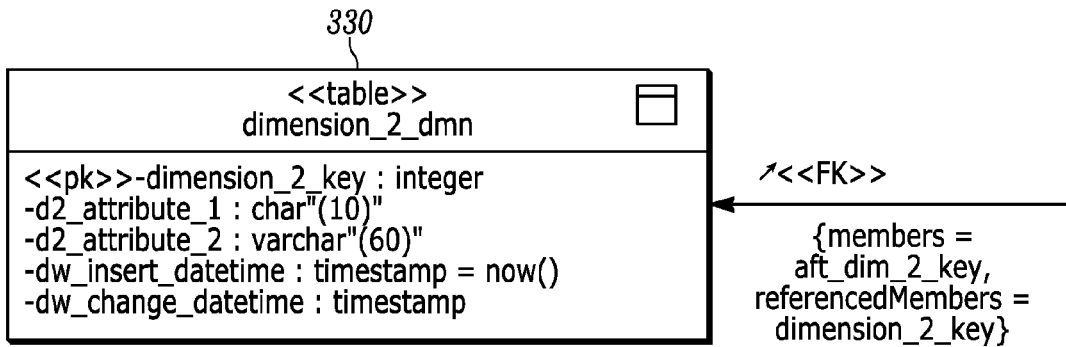 330
<<table>>
dimension_2_dmn
<<pk>>-dimension_2_key : integer
-d2_attribute_1 : char"(10)"
-d2_attribute_2 : varchar"(60)"
-dw_insert_datetime : timestamp = now()
-dw_change_datetime : timestamp
↗<<FK>>
{members =
aft_dim_2_key,
referencedMembers =
dimension_2_key}